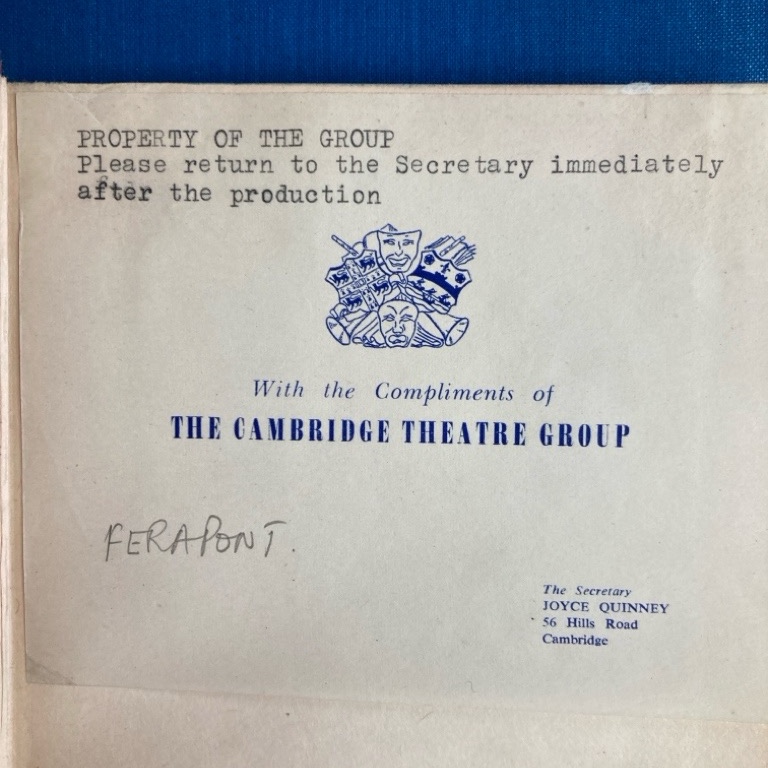 PROPERTY OF THE GROUP
Please return to the Secretary immediately
after the production
With the Compliments of
THE CAMBRIDGE THEATRE GROUP
FERAPONT.
The Secretary
JOYCE QUINNEY
56 Hills Road
Cambridge